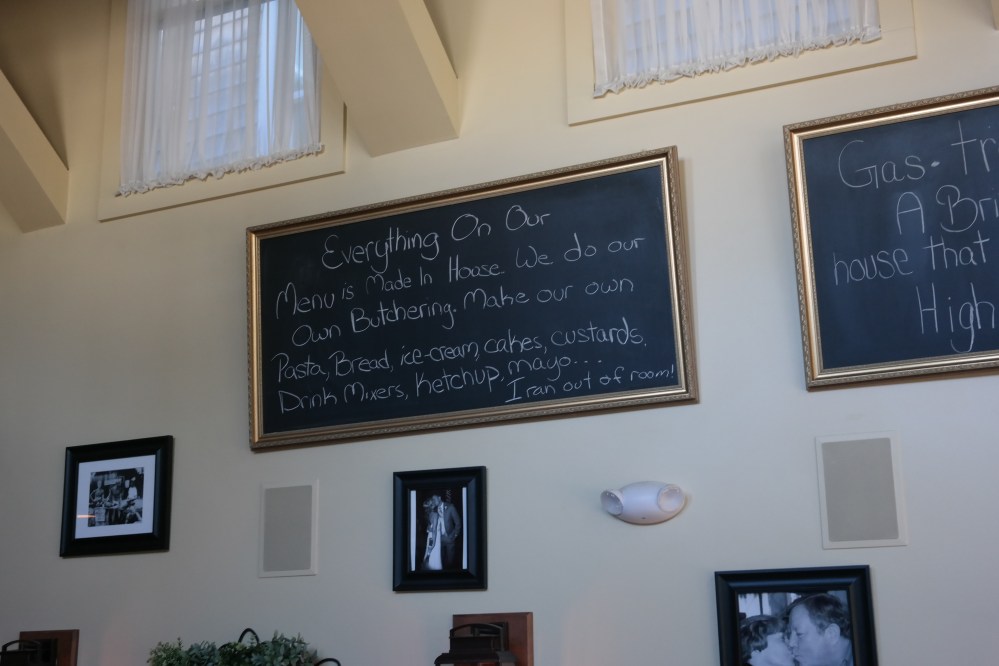 Everything On Our
Menu is Made In House. We do our
Own Butchering. Make our own
Pasta, Bread, ice-cream, cakes, custards,
Drink Mixers, Ketchup, mayo...
I ran out of room!
Gas•tr
A Bri
house that
High